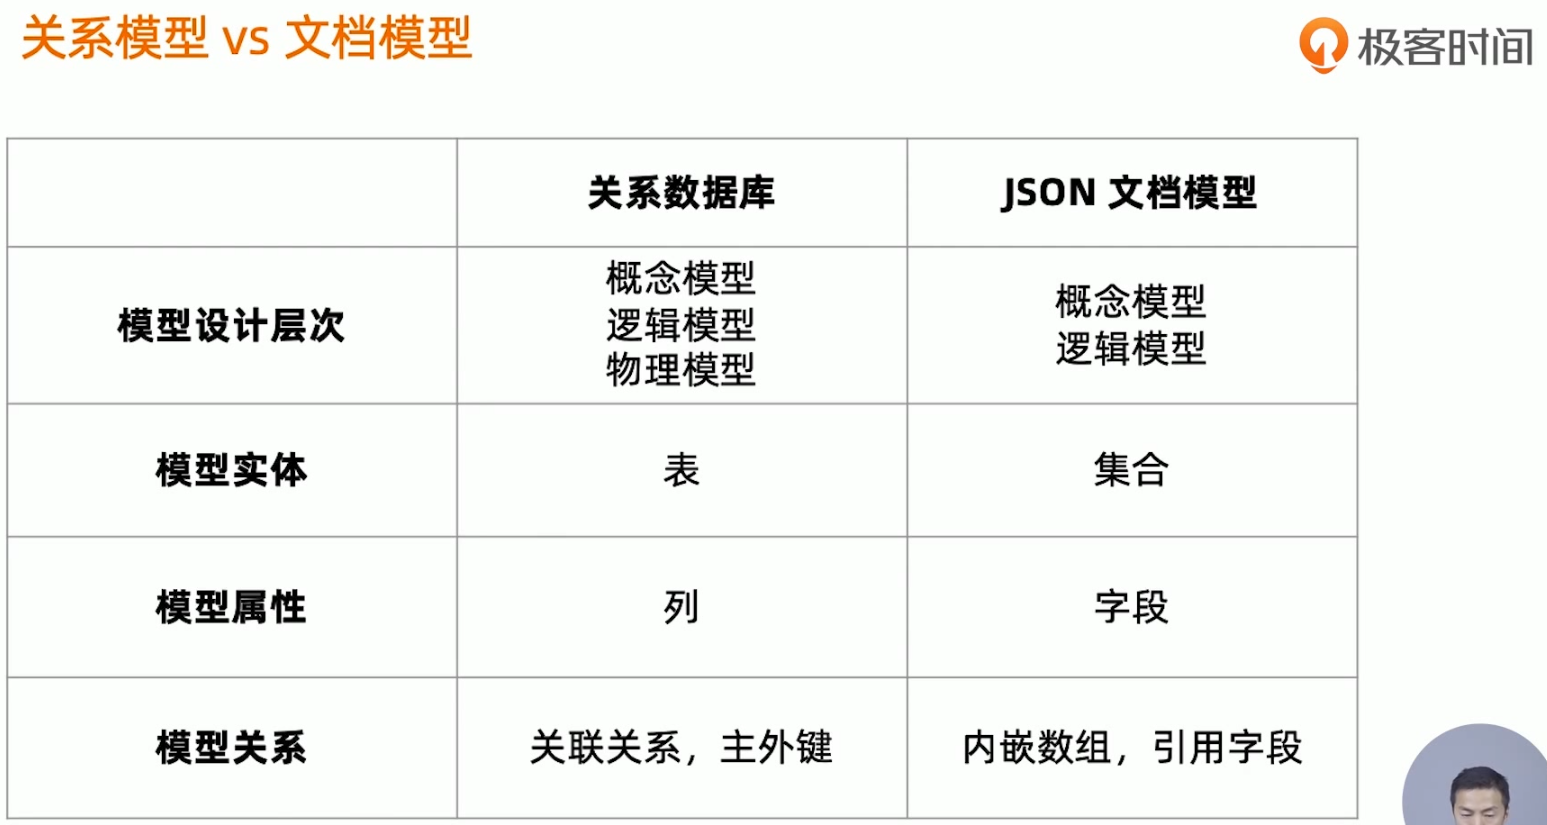 关系模型 vs 文档模型
极客时间
关系数据库
JSON 文档模型
模型设计层次
概念模型
逻辑模型
物理模型
概念模型
逻辑模型
模型实体
表
集合
模型属性
列
字段
模型关系
关联关系，主外键
内嵌数组，引用字段